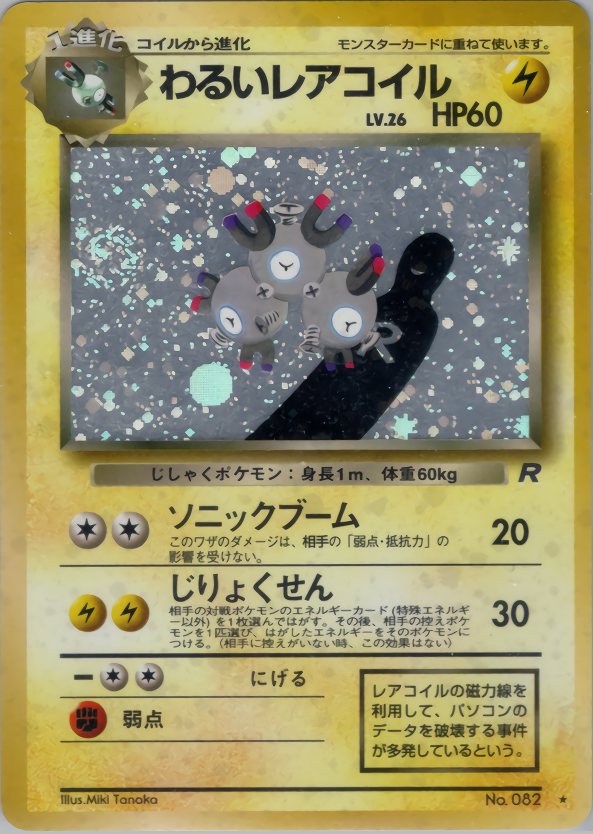 1進化
コイルから進化
モンスターカードに重ねて使います。
わるいレアコイル
LV.26 HP60
じしゃくポケモン：身長1m、体重60kg
R
ソニックブーム 20
このワザのダメージは、相手の「弱点・抵抗力」の
影響を受けない。
じりょくせん 30
相手の対戦ポケモンのエネルギーカード（特殊エネルギ
ー以外）を1枚選んではがす。その後、相手の控えポケ
モンを1匹選び、はがしたエネルギーをそのポケモンに
つける。（相手に控えがいない時、この効果はない）
にげる
弱点
レアコイルの磁力線を
利用して、パソコンの
データを破壊する事件
が多発しているという。
Illus.Miki Tanaka
No. 082 ★